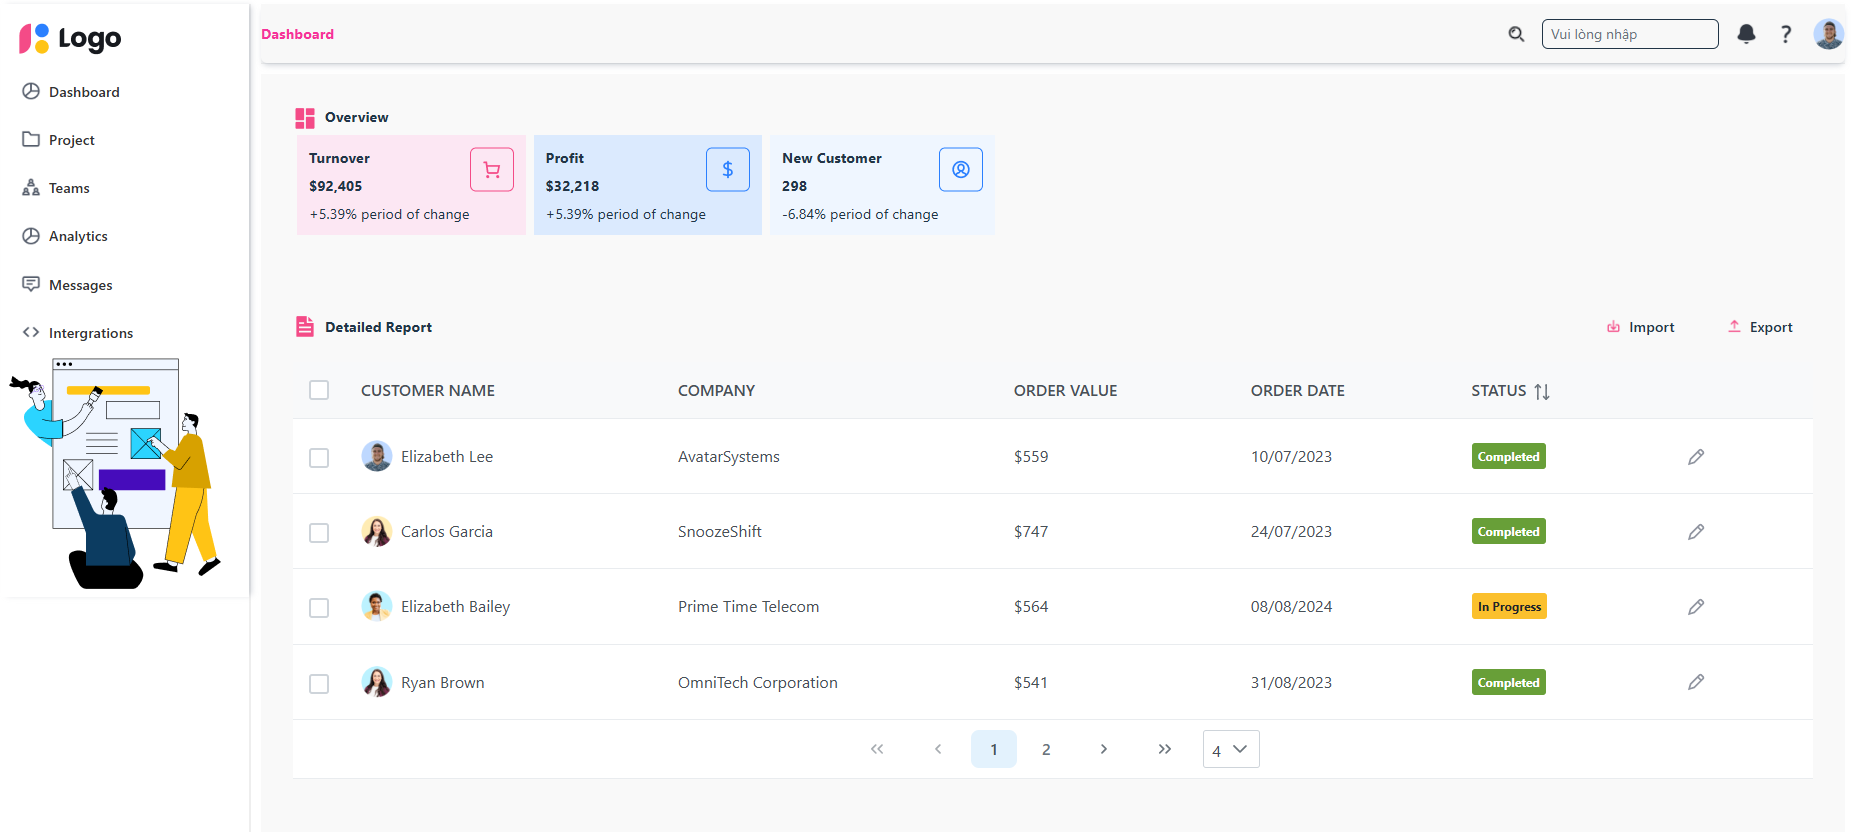 Logo
Dashboard
Project
Teams
Analytics
Messages
Intergrations
Dashboard
Vui lòng nhập
?
Overview
Turnover
$92,405
+5.39% period of change
Profit
$32,218
+5.39% period of change
$
New Customer
298
-6.84% period of change
Detailed Report
Import
Export
CUSTOMER NAME COMPANY ORDER VALUE ORDER DATE STATUS
Elizabeth Lee AvatarSystems $559 10/07/2023 Completed
Carlos Garcia SnoozeShift $747 24/07/2023 Completed
Elizabeth Bailey Prime Time Telecom $564 08/08/2024 In Progress
Ryan Brown OmniTech Corporation $541 31/08/2023 Completed
« ‹ 1 2 › » 4